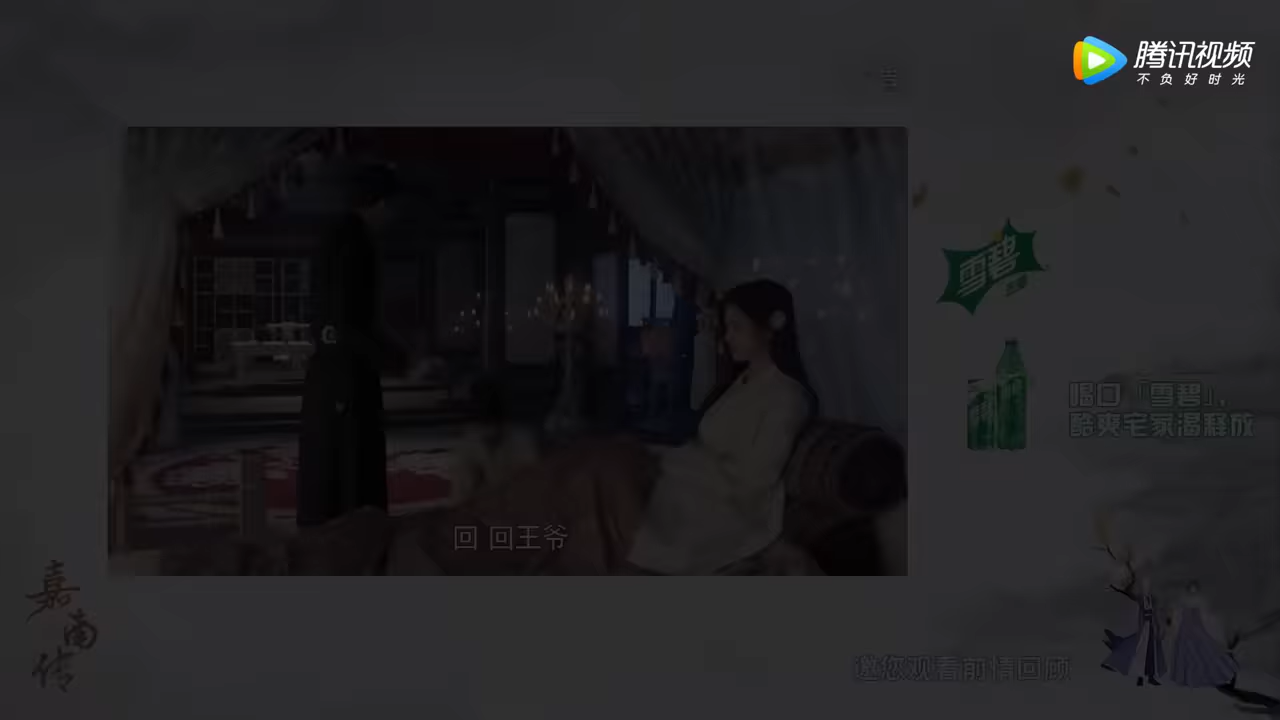 腾讯视频
不负好时光
雪碧
喝口『雪碧』，
酷爽宅家渴释放
回 回王爷
嘉南传
邀您观看前情回顾